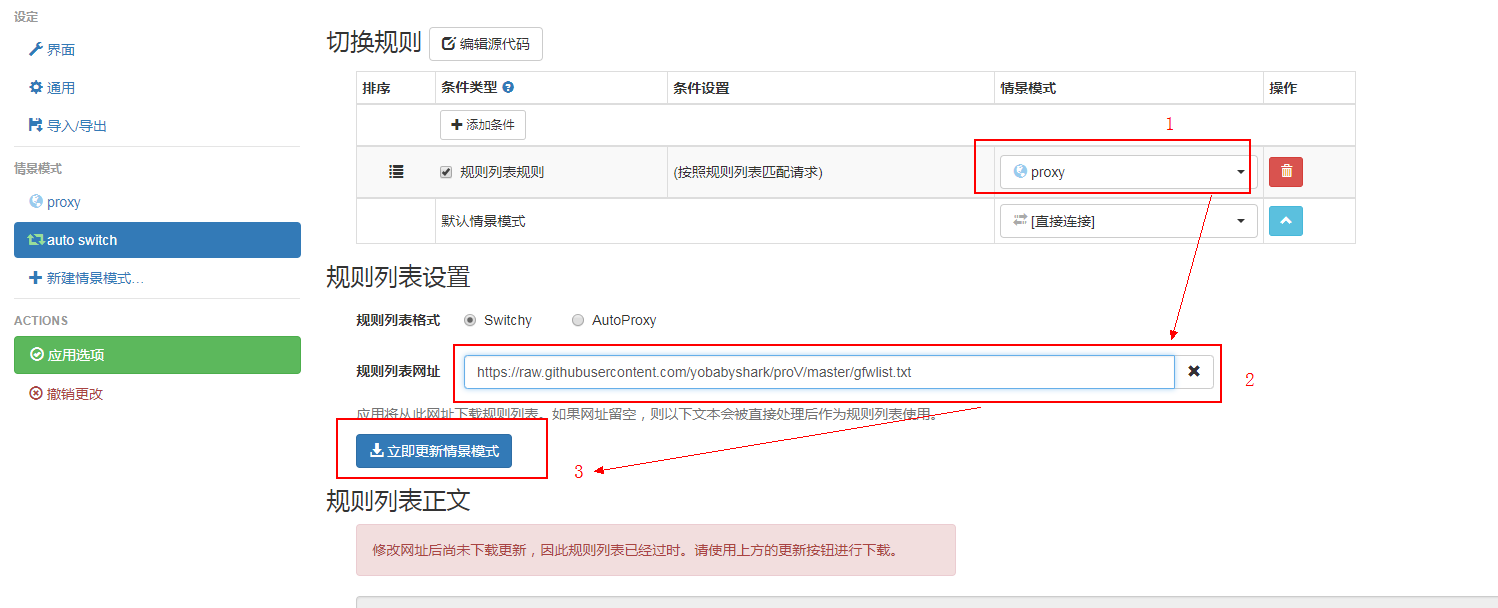 设定
界面
通用
导入/导出
情景模式
proxy
auto switch
新建情景模式…
ACTIONS
应用选项
撤销更改
切换规则 编辑源代码
排序 条件类型 条件设置 情景模式 操作
添加条件
1
规则列表规则 (按照规则列表匹配请求) proxy
默认情景模式 [直接连接]
规则列表设置
规则列表格式 Switchy AutoProxy
规则列表网址 https://raw.githubusercontent.com/yobabyshark/proV/master/gfwlist.txt
2
应用将从此网址下载规则列表。如果网址留空，则以下文本会被直接处理后作为规则列表使用。
立即更新情景模式
3
规则列表正文
修改网址后尚未下载更新，因此规则列表已经过时。请使用上方的更新按钮进行下载。